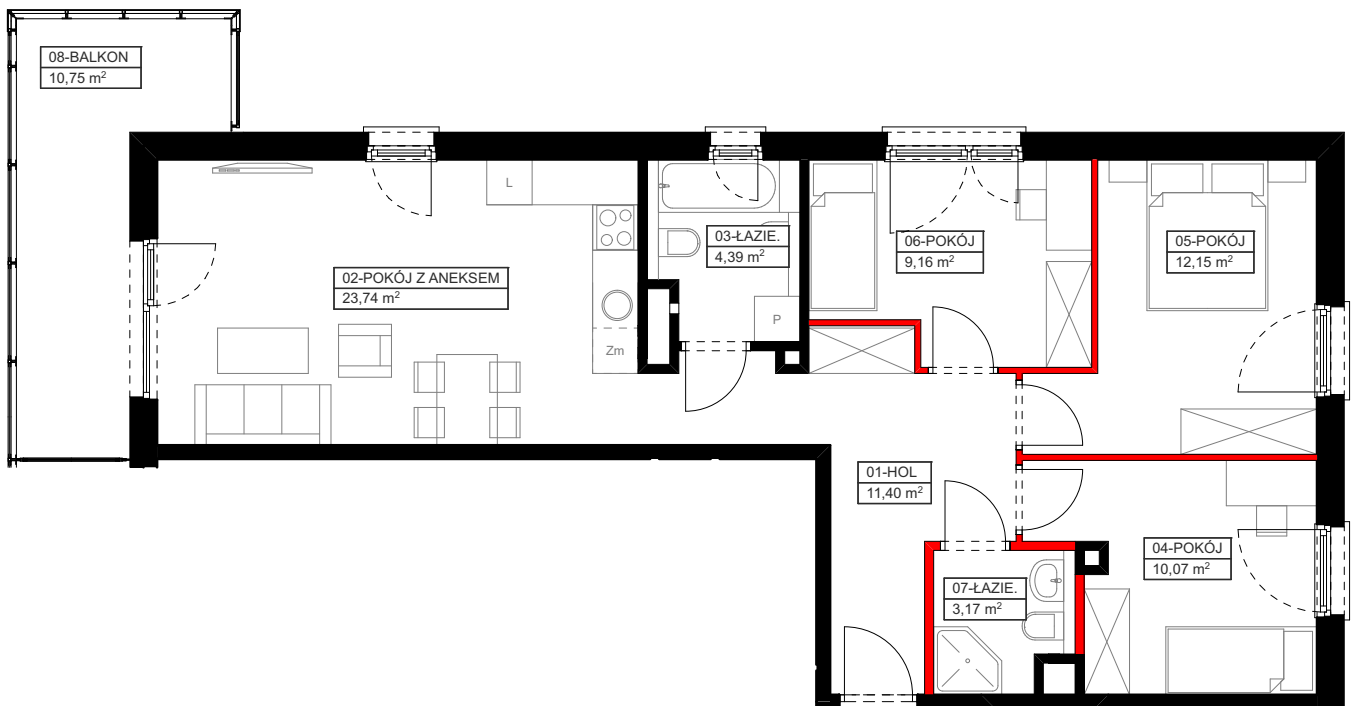 08-BALKON
10,75 m²
L
03-ŁAZIE.
4,39 m²
06-POKÓJ
9,16 m²
05-POKÓJ
12,15 m²
02-POKÓJ Z ANEKSEM
23,74 m²
P
Zm
01-HOL
11,40 m²
04-POKÓJ
10,07 m²
07-ŁAZIE.
3,17 m²